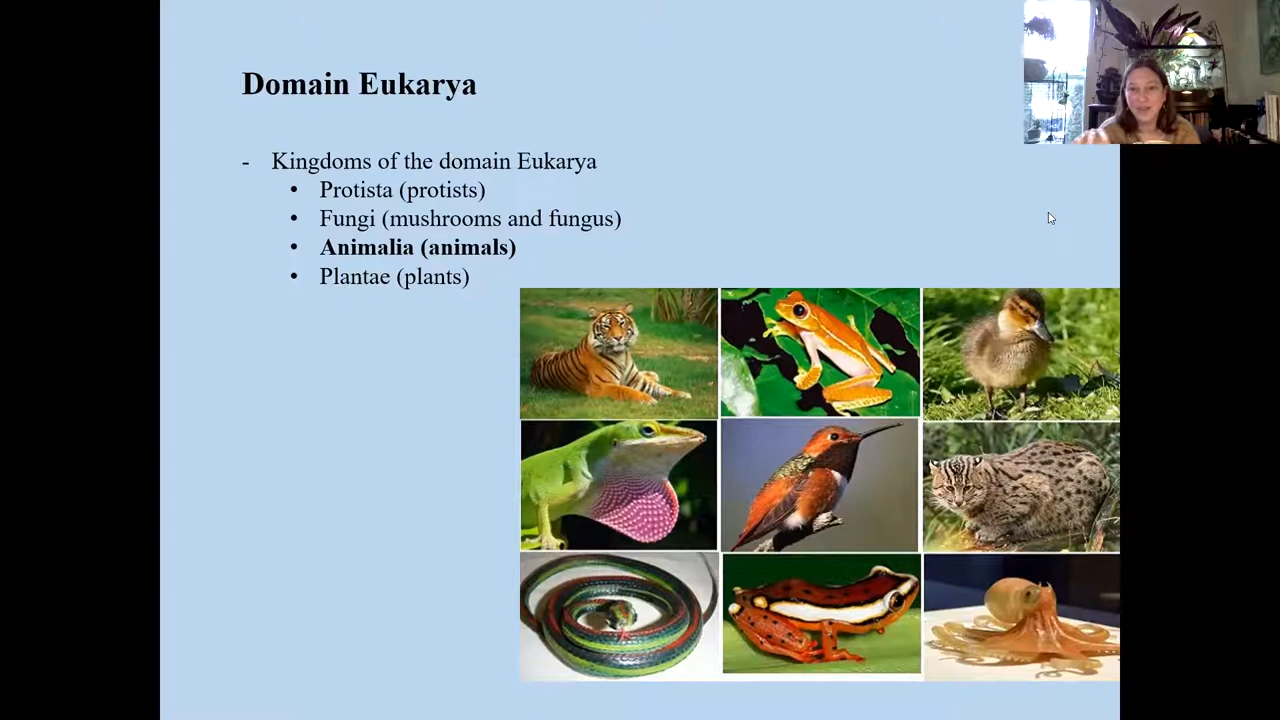 Domain Eukarya
- Kingdoms of the domain Eukarya
• Protista (protists)
• Fungi (mushrooms and fungus)
• Animalia (animals)
• Plantae (plants)